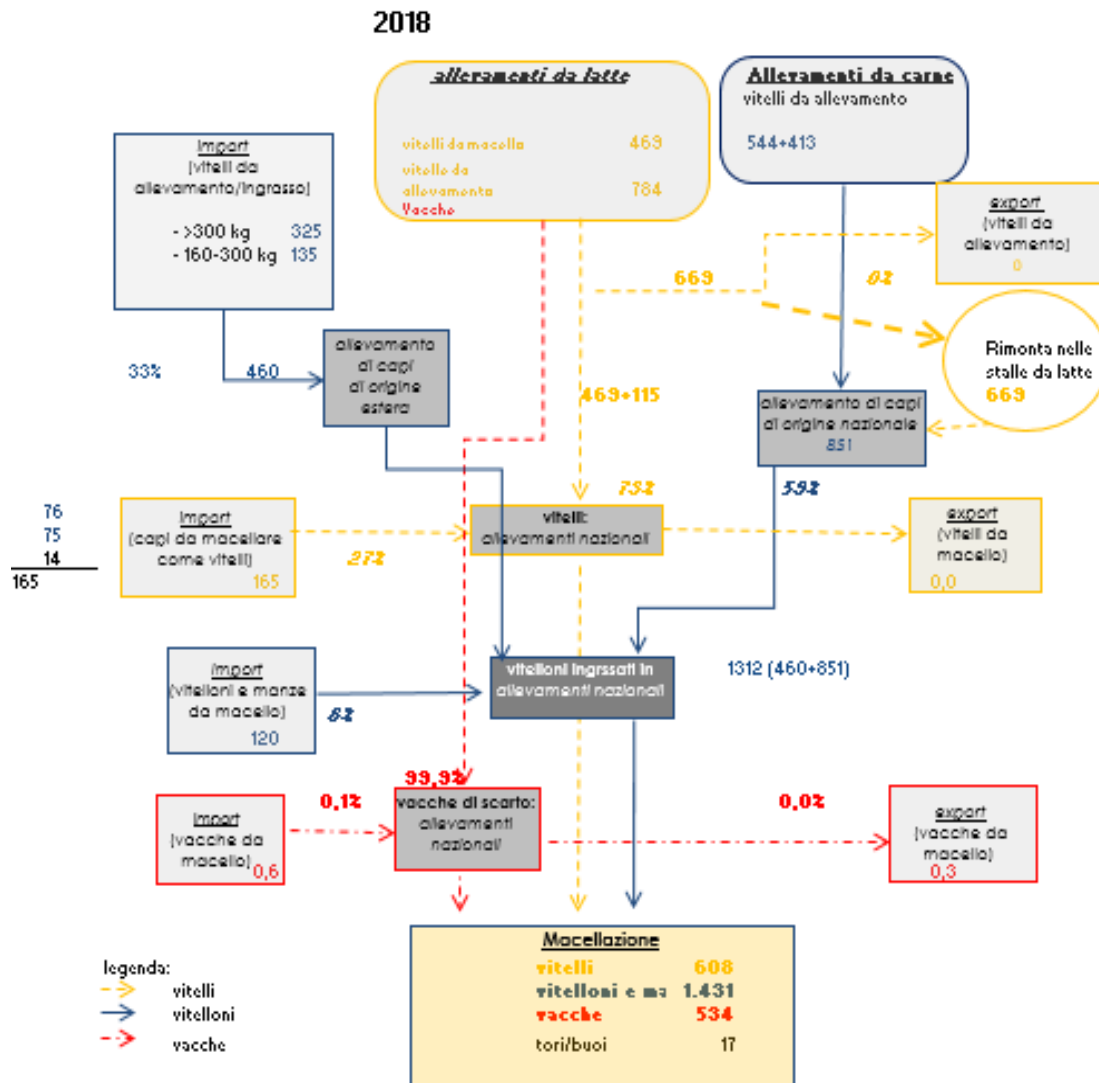 2018
allevamenti da latte
vitelli da macello 469
vitelle da
allevamento 784
Vacche
Allevamenti da carne
vitelli da allevamento
544+413
import
(vitelli da
allevamento/ingrasso)
- >300 kg 325
- 160-300 kg 135
export
(vitelli da
allevamento)
0
669
0%
Rimonta nelle
stalle da latte
669
33%
460
allevamento
di capi
di origine
estera
469+115
allevamento di capi
di origine nazionale
851
73%
59%
76
75
14
165
import
(capi da macellare
come vitelli)
165
27%
vitelli:
allevamenti nazionali
export
(vitelli da
macello)
0,0
import
(vitelloni e manze
da macello)
120
8%
vitelloni ingrssati in
allevamenti nazionali
1312 (460+851)
import
(vacche da
macello)
0,6
0,1%
99,9%
vacche di scarto:
allevamenti
nazionali
0,0%
export
(vacche da
macello)
0,3
Macellazione
vitelli 608
vitelloni e ma 1.431
vacche 534
tori/buoi 17
legenda:
vitelli
vitelloni
vacche